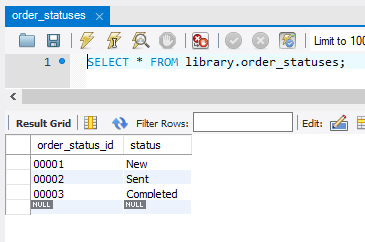 order_statuses
Limit to 100
1 SELECT * FROM library.order_statuses;
Result Grid Filter Rows: Edit:
order_status_id status
00001 New
00002 Sent
00003 Completed
NULL NULL